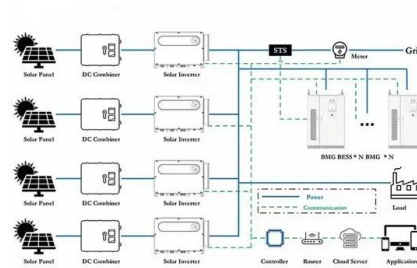 STS
Meter
Gri
Solar Panel
DC Combiner
Solar Inverter
Solar Panel
DC Combiner
Solar Inverter
BMG BESS * N BMG * N
Solar Panel
DC Combiner
Solar Inverter
Power
Communication
Load
Solar Panel
DC Combiner
Solar Inverter
Controller
Router
Cloud Server
Application